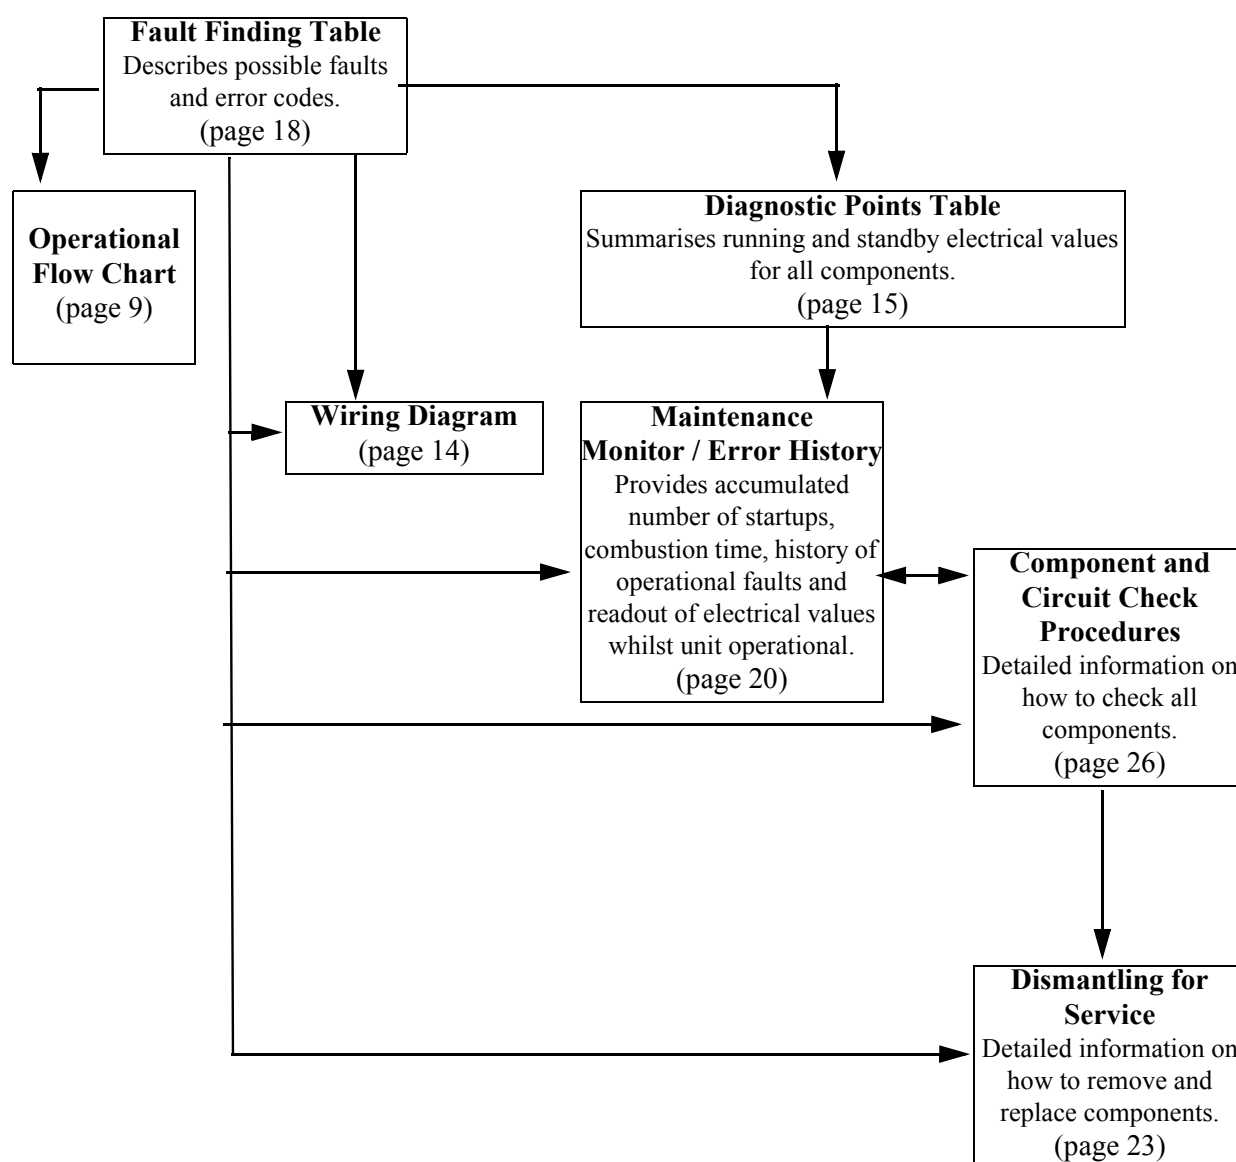 Fault Finding Table
Describes possible faults
and error codes.
(page 18)
Operational
Flow Chart
(page 9)
Diagnostic Points Table
Summarises running and standby electrical values
for all components.
(page 15)
Wiring Diagram
(page 14)
Maintenance
Monitor / Error History
Provides accumulated
number of startups,
combustion time, history of
operational faults and
readout of electrical values
whilst unit operational.
(page 20)
Component and
Circuit Check
Procedures
Detailed information on
how to check all
components.
(page 26)
Dismantling for
Service
Detailed information on
how to remove and
replace components.
(page 23)